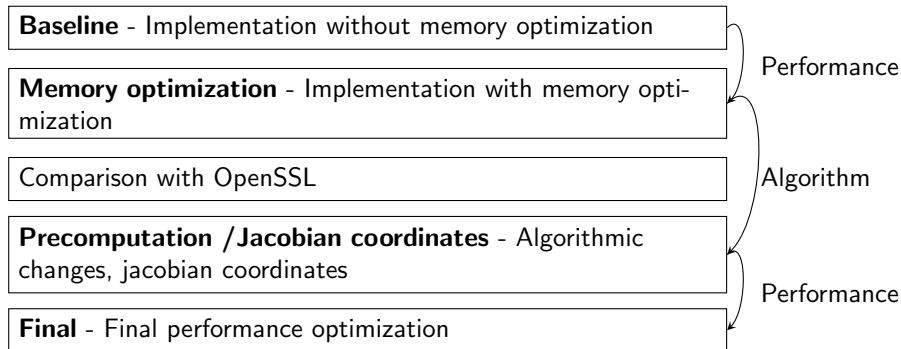 Baseline - Implementation without memory optimization
Performance
Memory optimization - Implementation with memory opti-
mization
Comparison with OpenSSL
Algorithm
Precomputation /Jacobian coordinates - Algorithmic
changes, jacobian coordinates
Performance
Final - Final performance optimization